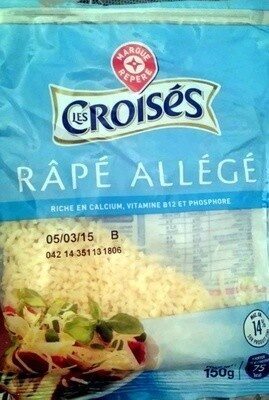 MARQUE
REPÈRE
LES
CROISÉS
RÂPÉ ALLÉGÉ
RICHE EN CALCIUM, VITAMINE B12 ET PHOSPHORE
05/03/15 B
042 14 351131806
14%
75
150g